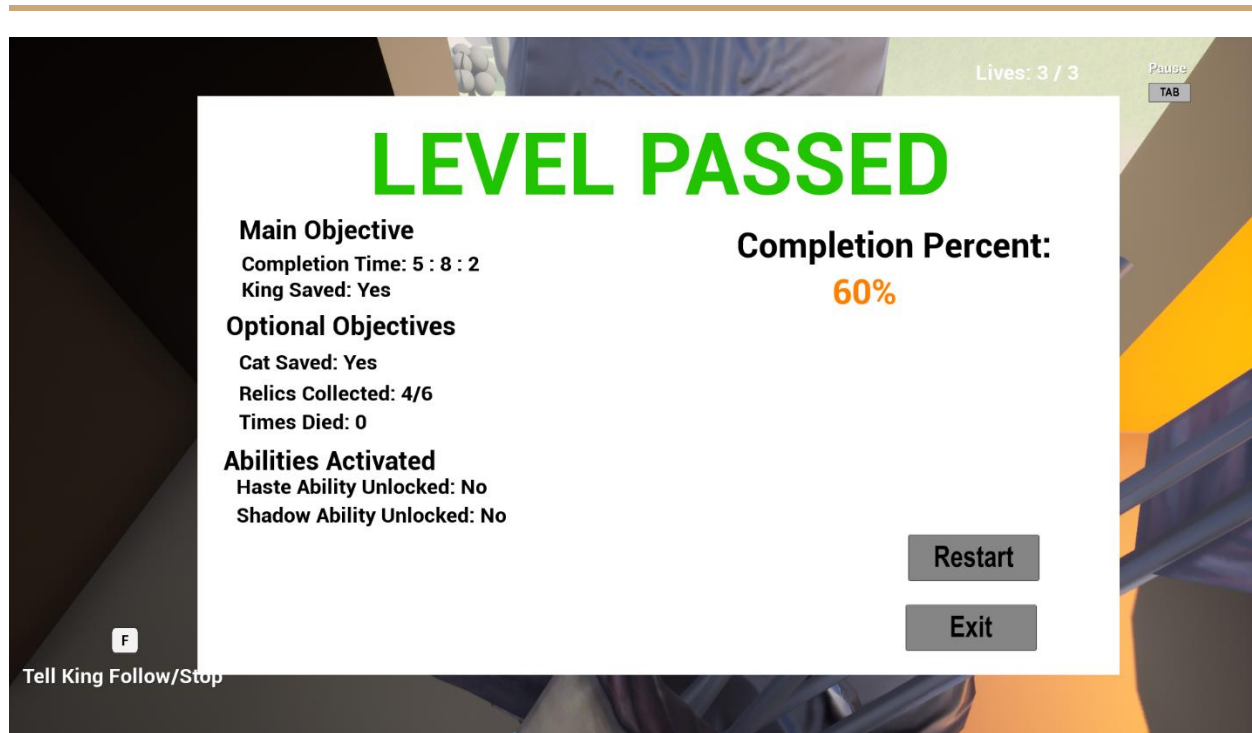 Lives: 3 / 3
Pause
TAB
LEVEL PASSED
Main Objective
Completion Time: 5 : 8 : 2
King Saved: Yes
Optional Objectives
Cat Saved: Yes
Relics Collected: 4/6
Times Died: 0
Abilities Activated
Haste Ability Unlocked: No
Shadow Ability Unlocked: No
Completion Percent:
60%
Restart
Exit
F
Tell King Follow/Stop